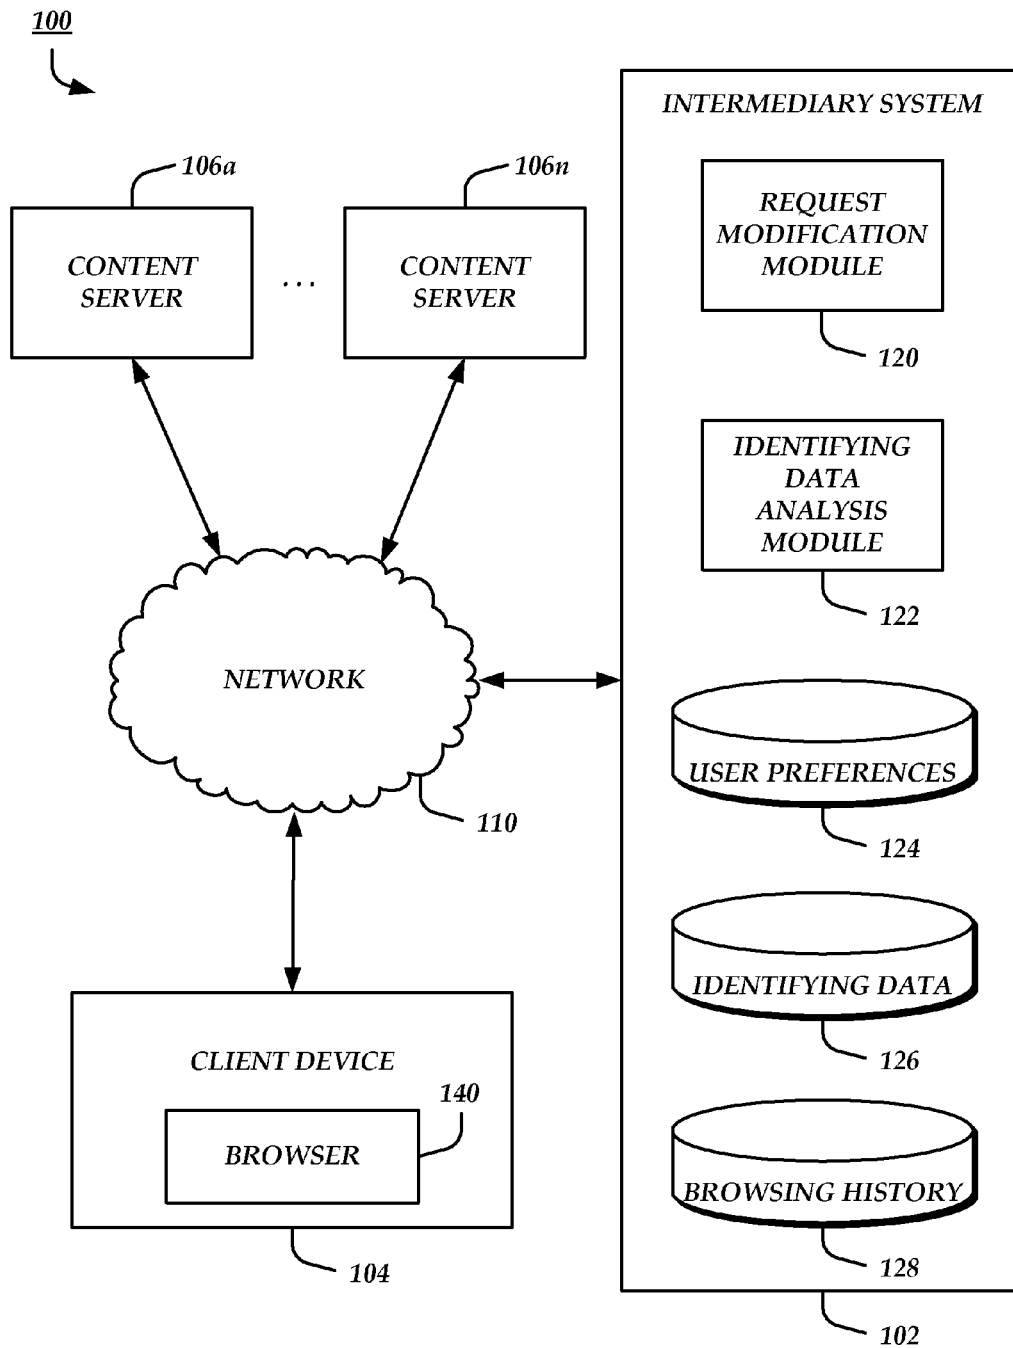 100
106a
106n
CONTENT
SERVER
...
CONTENT
SERVER
NETWORK
110
CLIENT DEVICE
140
BROWSER
104
INTERMEDIARY SYSTEM
REQUEST
MODIFICATION
MODULE
120
IDENTIFYING
DATA
ANALYSIS
MODULE
122
USER PREFERENCES
124
IDENTIFYING DATA
126
BROWSING HISTORY
128
102